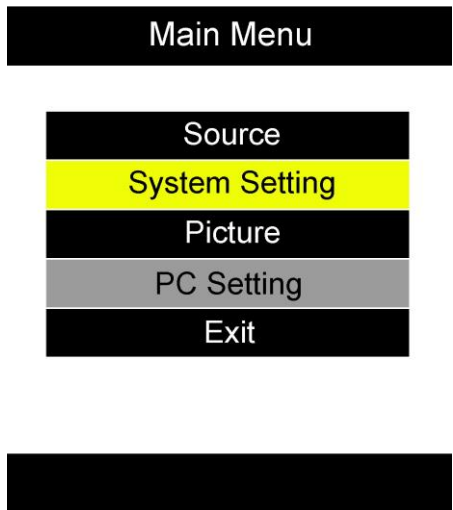 Main Menu
Source
System Setting
Picture
PC Setting
Exit